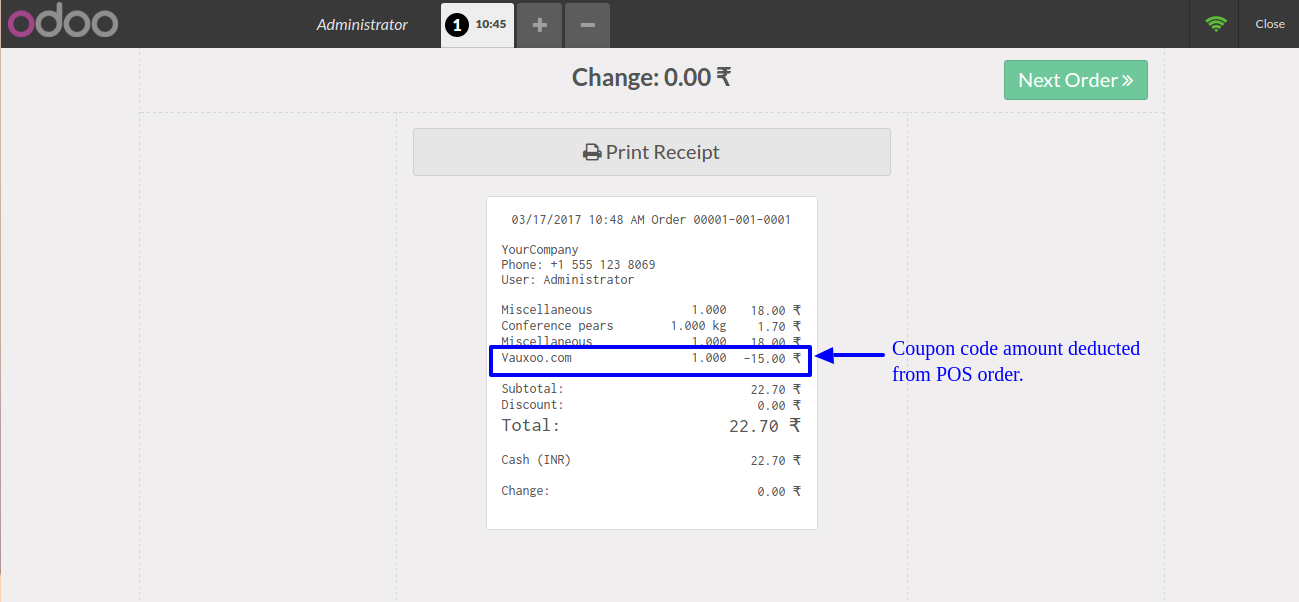 odoo Administrator 1 10:45 + − Close
Change: 0.00 ₹ Next Order »
Print Receipt
03/17/2017 10:48 AM Order 00001-001-0001
YourCompany
Phone: +1 555 123 8069
User: Administrator
Miscellaneous 1.000 18.00 ₹
Conference pears 1.000 kg 1.70 ₹
Miscellaneous 1.000 18.00 ₹
Vauxoo.com 1.000 -15.00 ₹
Coupon code amount deducted
from POS order.
Subtotal: 22.70 ₹
Discount: 0.00 ₹
Total: 22.70 ₹
Cash (INR) 22.70 ₹
Change: 0.00 ₹